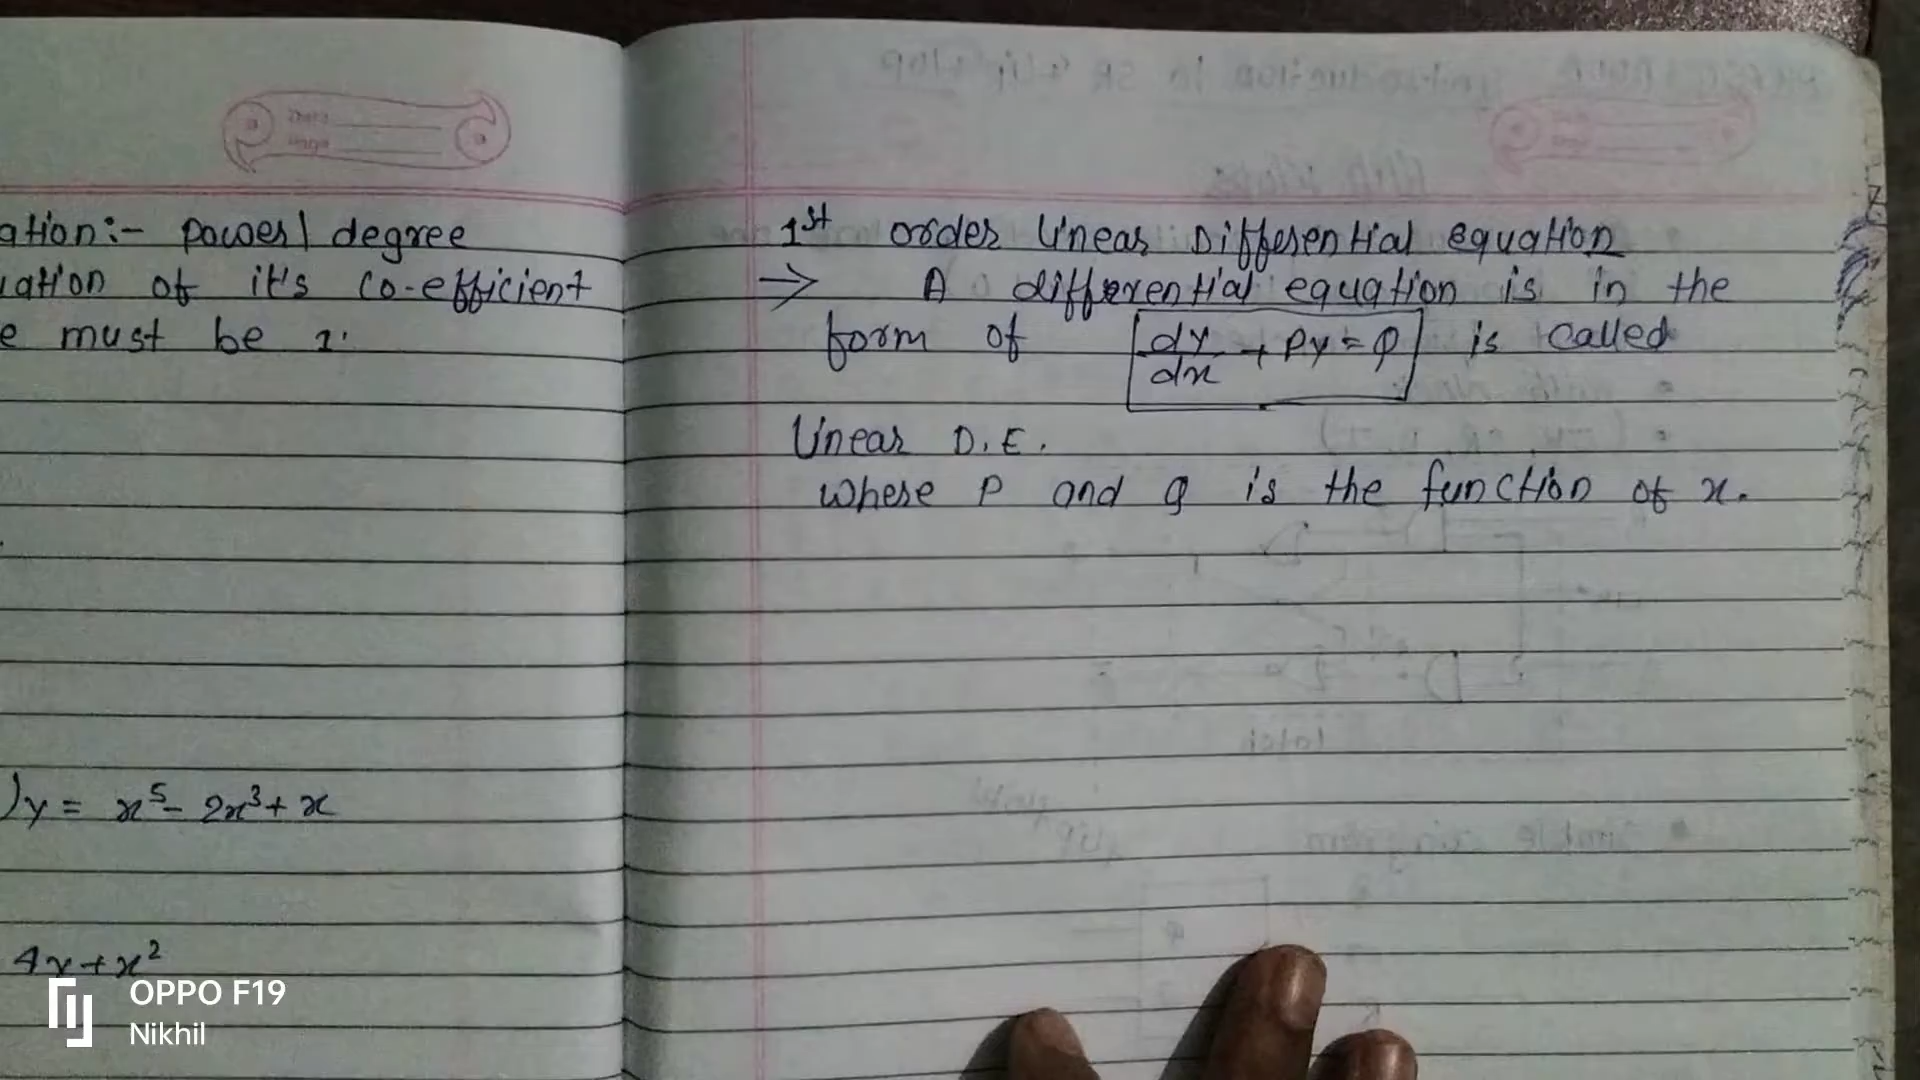 ation:- power/ degree
uation of it's co-efficient
e must be 1.
)y = x⁵- 2x³+ x
4x+x²
1st order linear Differential equation
→ A differential equation is in the
form of dy/dx + Py = Q is called
linear D.E.
where P and Q is the function of x.
OPPO F19
Nikhil